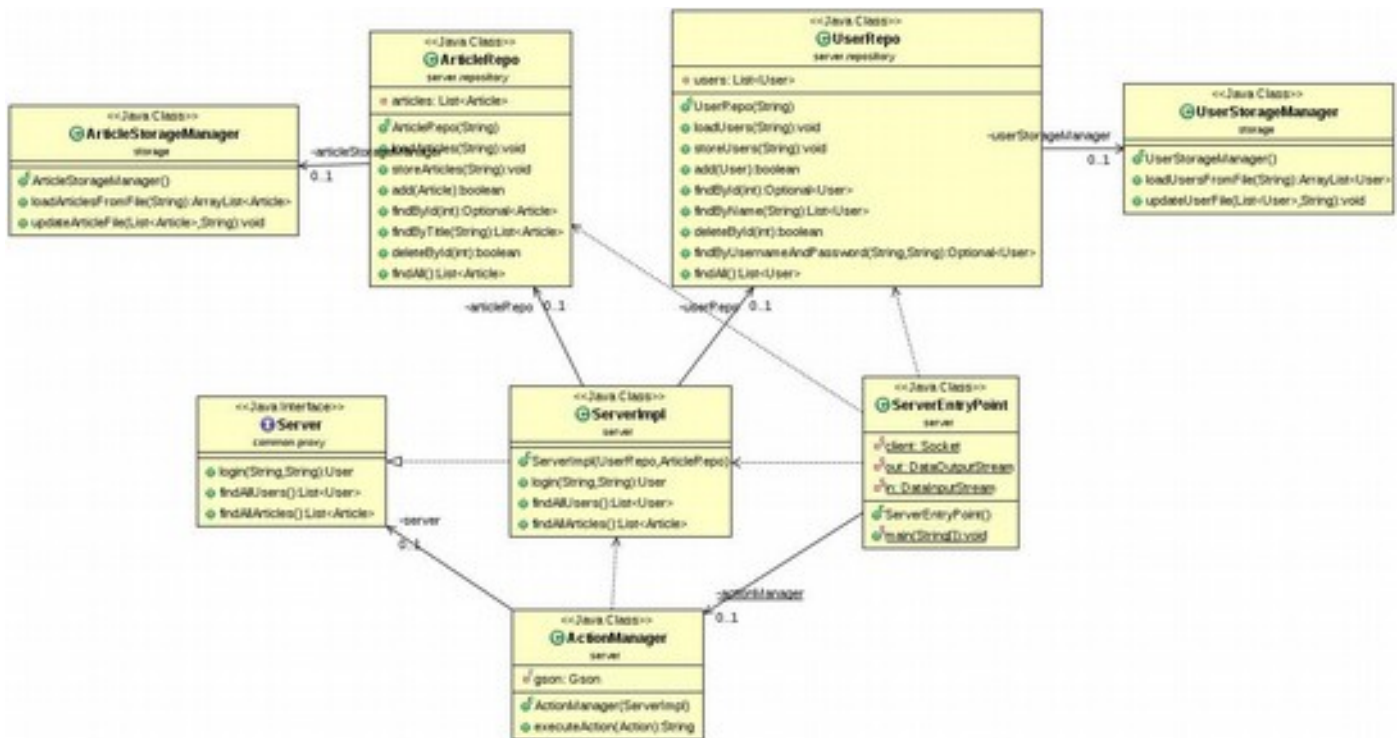 <<Java Class>>
ArticleRepo
server.repository
articles: List<Article>
ArticleRepo(String)
loadArticles(String):void
storeArticles(String):void
add(Article):boolean
findById(int):Optional<Article>
findByTitle(String):List<Article>
deleteById(int):boolean
findAll():List<Article>
<<Java Class>>
UserRepo
server.repository
users: List<User>
UserRepo(String)
loadUsers(String):void
storeUsers(String):void
add(User):boolean
findById(int):Optional<User>
findByName(String):List<User>
deleteById(int):boolean
findByUsernameAndPassword(String,String):Optional<User>
findAll():List<User>
<<Java Class>>
ArticleStorageManager
storage
ArticleStorageManager()
loadArticlesFromFile(String):ArrayList<Article>
updateArticleFile(List<Article>,String):void
-articleStorageManager
0..1
<<Java Class>>
UserStorageManager
storage
UserStorageManager()
loadUsersFromFile(String):ArrayList<User>
updateUserFile(List<User>,String):void
-userStorageManager
0..1
-articleRepo 0..1
-userRepo 0..1
<<Java Interface>>
Server
common.proxy
login(String,String):User
findAllUsers():List<User>
findAllArticles():List<Article>
<<Java Class>>
ServerImpl
server
ServerImpl(UserRepo,ArticleRepo)
login(String,String):User
findAllUsers():List<User>
findAllArticles():List<Article>
<<Java Class>>
ServerEntryPoint
server
client: Socket
out: DataOutputStream
in: DataInputStream
ServerEntryPoint()
main(String[]):void
-server
0..1
-actionManager
0..1
<<Java Class>>
ActionManager
server
gson: Gson
ActionManager(ServerImpl)
executeAction(Action):String